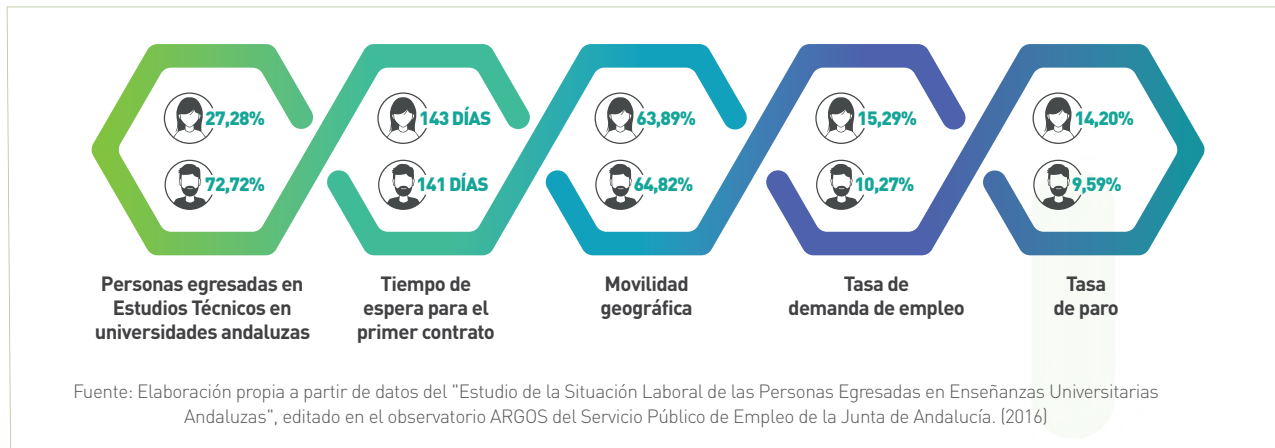 27,28%
72,72%
Personas egresadas en
Estudios Técnicos en
universidades andaluzas
143 DÍAS
141 DÍAS
Tiempo de
espera para el
primer contrato
63,89%
64,82%
Movilidad
geográfica
15,29%
10,27%
Tasa de
demanda de empleo
14,20%
9,59%
Tasa
de paro
Fuente: Elaboración propia a partir de datos del "Estudio de la Situación Laboral de las Personas Egresadas en Enseñanzas Universitarias
Andaluzas", editado en el observatorio ARGOS del Servicio Público de Empleo de la Junta de Andalucía. (2016)